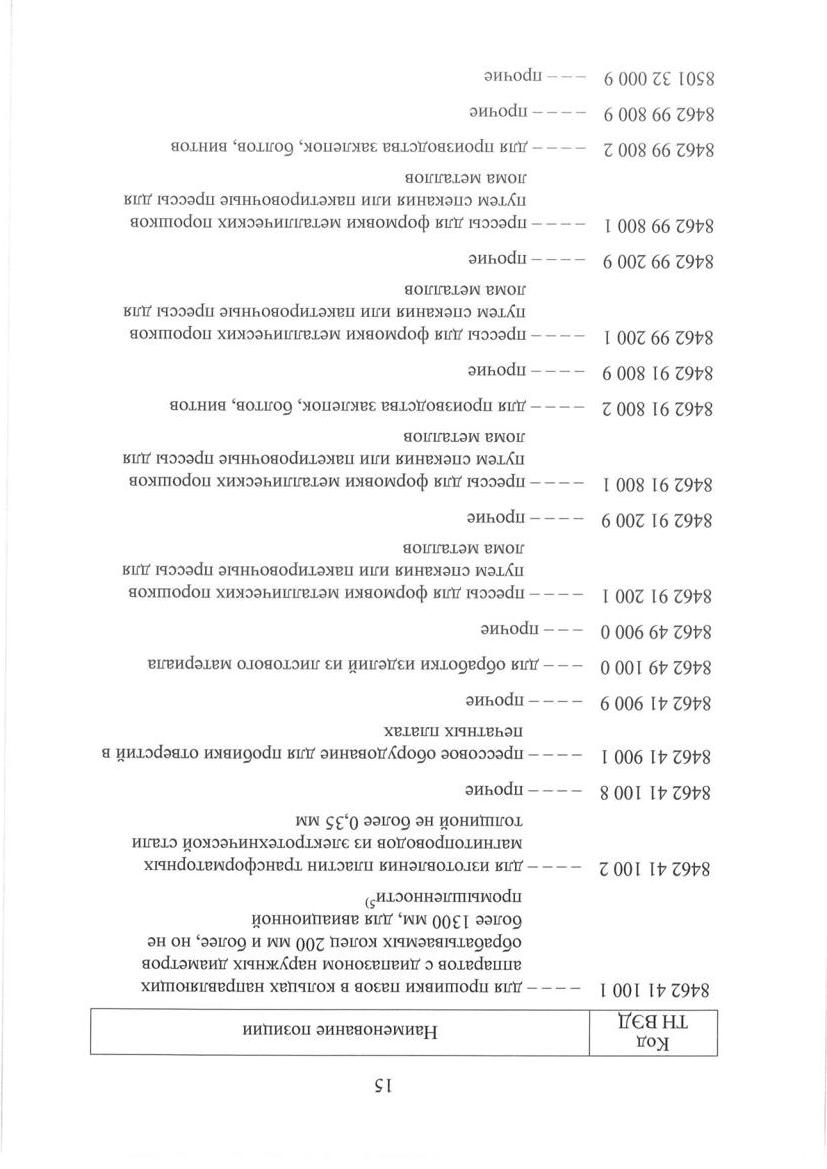 15
Код
ТН ВЭД
Наименование позиции
8462 41 100 1 – – – – для прошивки пазов в кольцах направляющих
аппаратов с диапазоном наружных диаметров
обрабатываемых колец 200 мм и более, но не
более 1300 мм, для авиационной
промышленности5)
8462 41 100 2 – – – – для изготовления пластин трансформаторных
магнитопроводов из электротехнической стали
толщиной не более 0,35 мм
8462 41 100 8 – – – – прочие
8462 41 900 1 – – – – прессовое оборудование для пробивки отверстий в
печатных платах
8462 41 900 9 – – – – прочие
8462 49 100 0 – – – для обработки изделий из листового материала
8462 49 900 0 – – – прочие
8462 91 200 1 – – – – прессы для формовки металлических порошков
путем спекания или пакетировочные прессы для
лома металлов
8462 91 200 9 – – – – прочие
8462 91 800 1 – – – – прессы для формовки металлических порошков
путем спекания или пакетировочные прессы для
лома металлов
8462 91 800 2 – – – – для производства заклепок, болтов, винтов
8462 91 800 9 – – – – прочие
8462 99 200 1 – – – – прессы для формовки металлических порошков
путем спекания или пакетировочные прессы для
лома металлов
8462 99 200 9 – – – – прочие
8462 99 800 1 – – – – прессы для формовки металлических порошков
путем спекания или пакетировочные прессы для
лома металлов
8462 99 800 2 – – – – для производства заклепок, болтов, винтов
8462 99 800 9 – – – – прочие
8501 32 000 9 – – – прочие